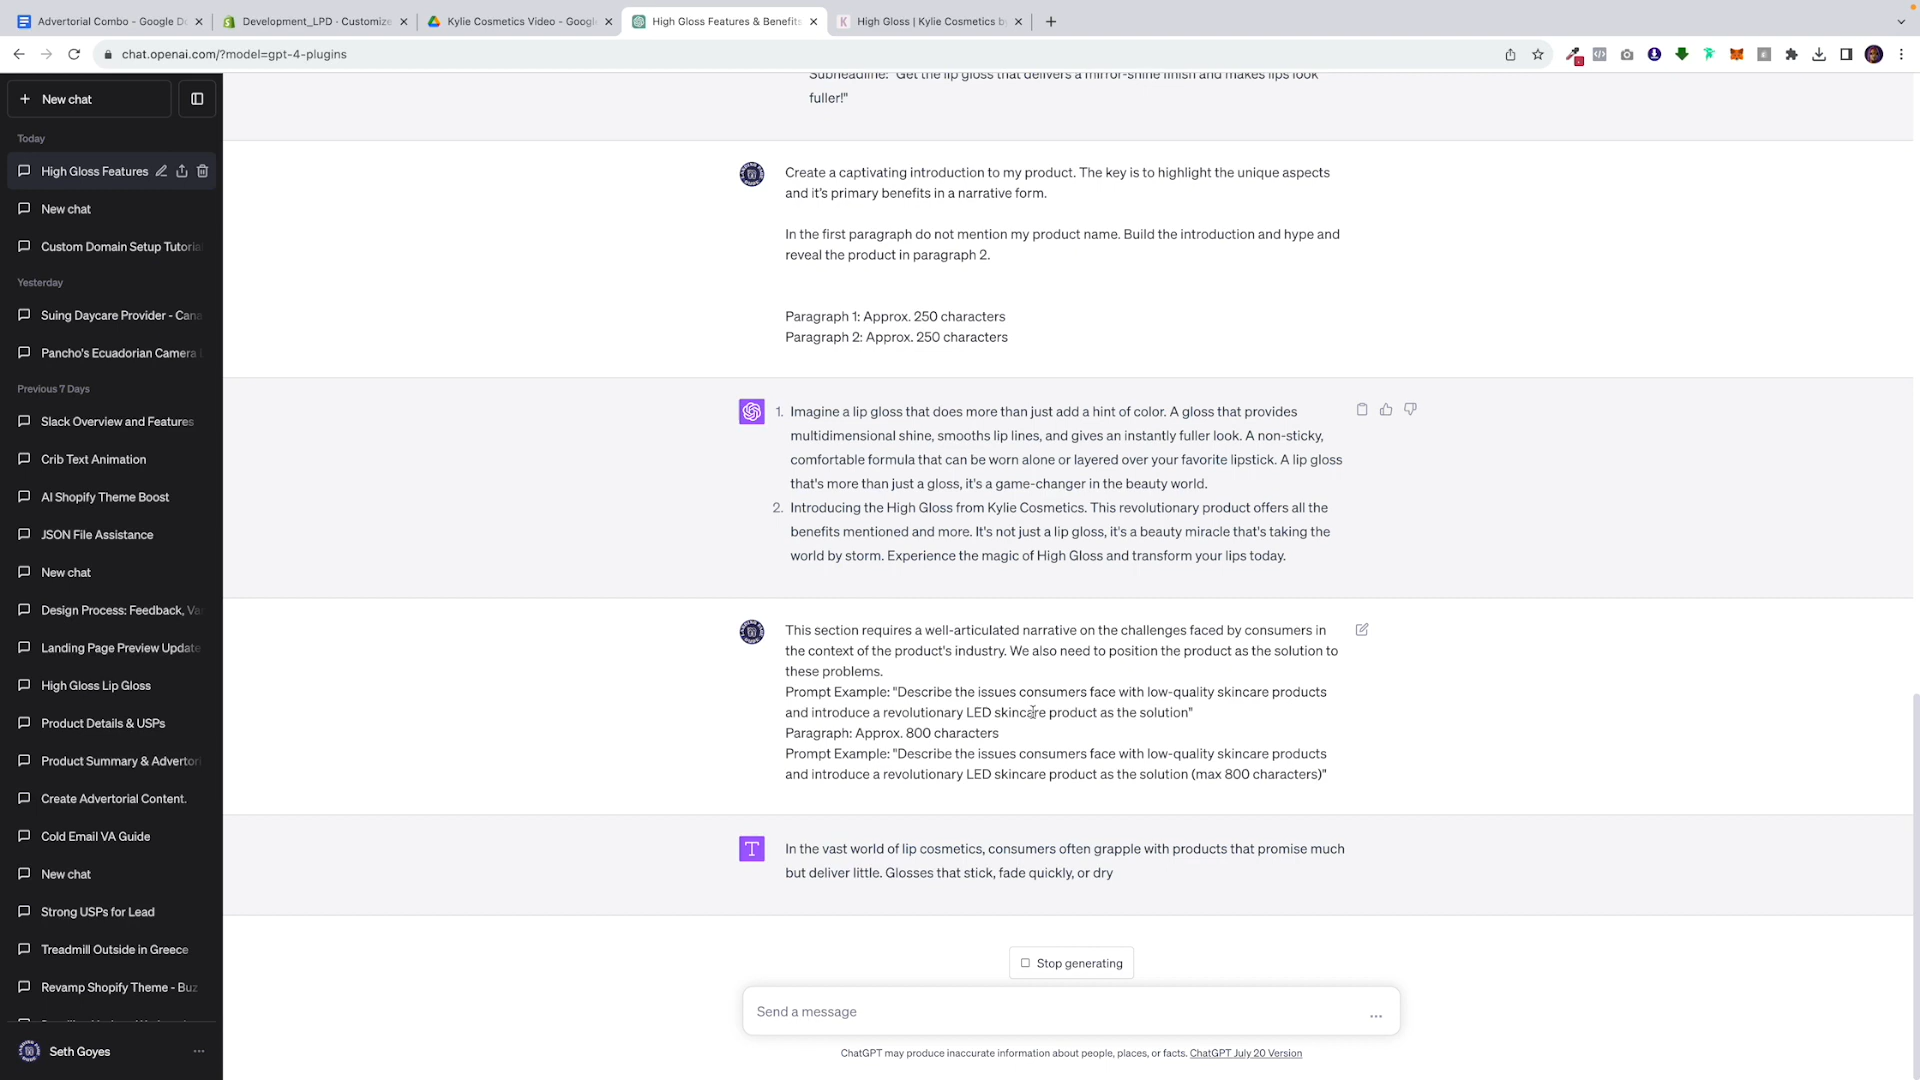 Advertorial Combo - Google Do
Development_LPD · Customize
Kylie Cosmetics Video - Google
High Gloss Features & Benefits
High Gloss | Kylie Cosmetics by
chat.openai.com/?model=gpt-4-plugins
New chat
Today
High Gloss Features
New chat
Custom Domain Setup Tutoria
Yesterday
Suing Daycare Provider - Cana
Pancho's Ecuadorian Camera
Previous 7 Days
Slack Overview and Features
Crib Text Animation
AI Shopify Theme Boost
JSON File Assistance
New chat
Design Process: Feedback, Va
Landing Page Preview Update
High Gloss Lip Gloss
Product Details & USPs
Product Summary & Advertori
Create Advertorial Content.
Cold Email VA Guide
New chat
Strong USPs for Lead
Treadmill Outside in Greece
Revamp Shopify Theme - Buz
Seth Goyes
Subheadline: "Get the lip gloss that delivers a mirror-shine finish and makes lips look
fuller!"
Create a captivating introduction to my product. The key is to highlight the unique aspects
and it's primary benefits in a narrative form.
In the first paragraph do not mention my product name. Build the introduction and hype and
reveal the product in paragraph 2.
Paragraph 1: Approx. 250 characters
Paragraph 2: Approx. 250 characters
1. Imagine a lip gloss that does more than just add a hint of color. A gloss that provides
multidimensional shine, smooths lip lines, and gives an instantly fuller look. A non-sticky,
comfortable formula that can be worn alone or layered over your favorite lipstick. A lip gloss
that's more than just a gloss, it's a game-changer in the beauty world.
2. Introducing the High Gloss from Kylie Cosmetics. This revolutionary product offers all the
benefits mentioned and more. It's not just a lip gloss, it's a beauty miracle that's taking the
world by storm. Experience the magic of High Gloss and transform your lips today.
This section requires a well-articulated narrative on the challenges faced by consumers in
the context of the product's industry. We also need to position the product as the solution to
these problems.
Prompt Example: "Describe the issues consumers face with low-quality skincare products
and introduce a revolutionary LED skincare product as the solution"
Paragraph: Approx. 800 characters
Prompt Example: "Describe the issues consumers face with low-quality skincare products
and introduce a revolutionary LED skincare product as the solution (max 800 characters)"
T
In the vast world of lip cosmetics, consumers often grapple with products that promise much
but deliver little. Glosses that stick, fade quickly, or dry
Stop generating
Send a message
ChatGPT may produce inaccurate information about people, places, or facts. ChatGPT July 20 Version